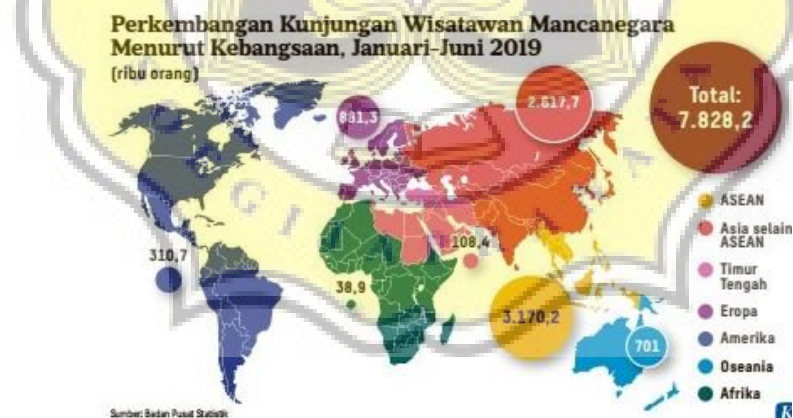 Perkembangan Kunjungan Wisatawan Mancanegara
Menurut Kebangsaan, Januari-Juni 2019
(ribu orang)
Total:
7.828,2
881,3
2.617,7
310,7
38,9
108,4
3.170,2
701
ASEAN
Asia selain
ASEAN
Timur
Tengah
Eropa
Amerika
Oseania
Afrika
Sumber: Badan Pusat Statistik
K